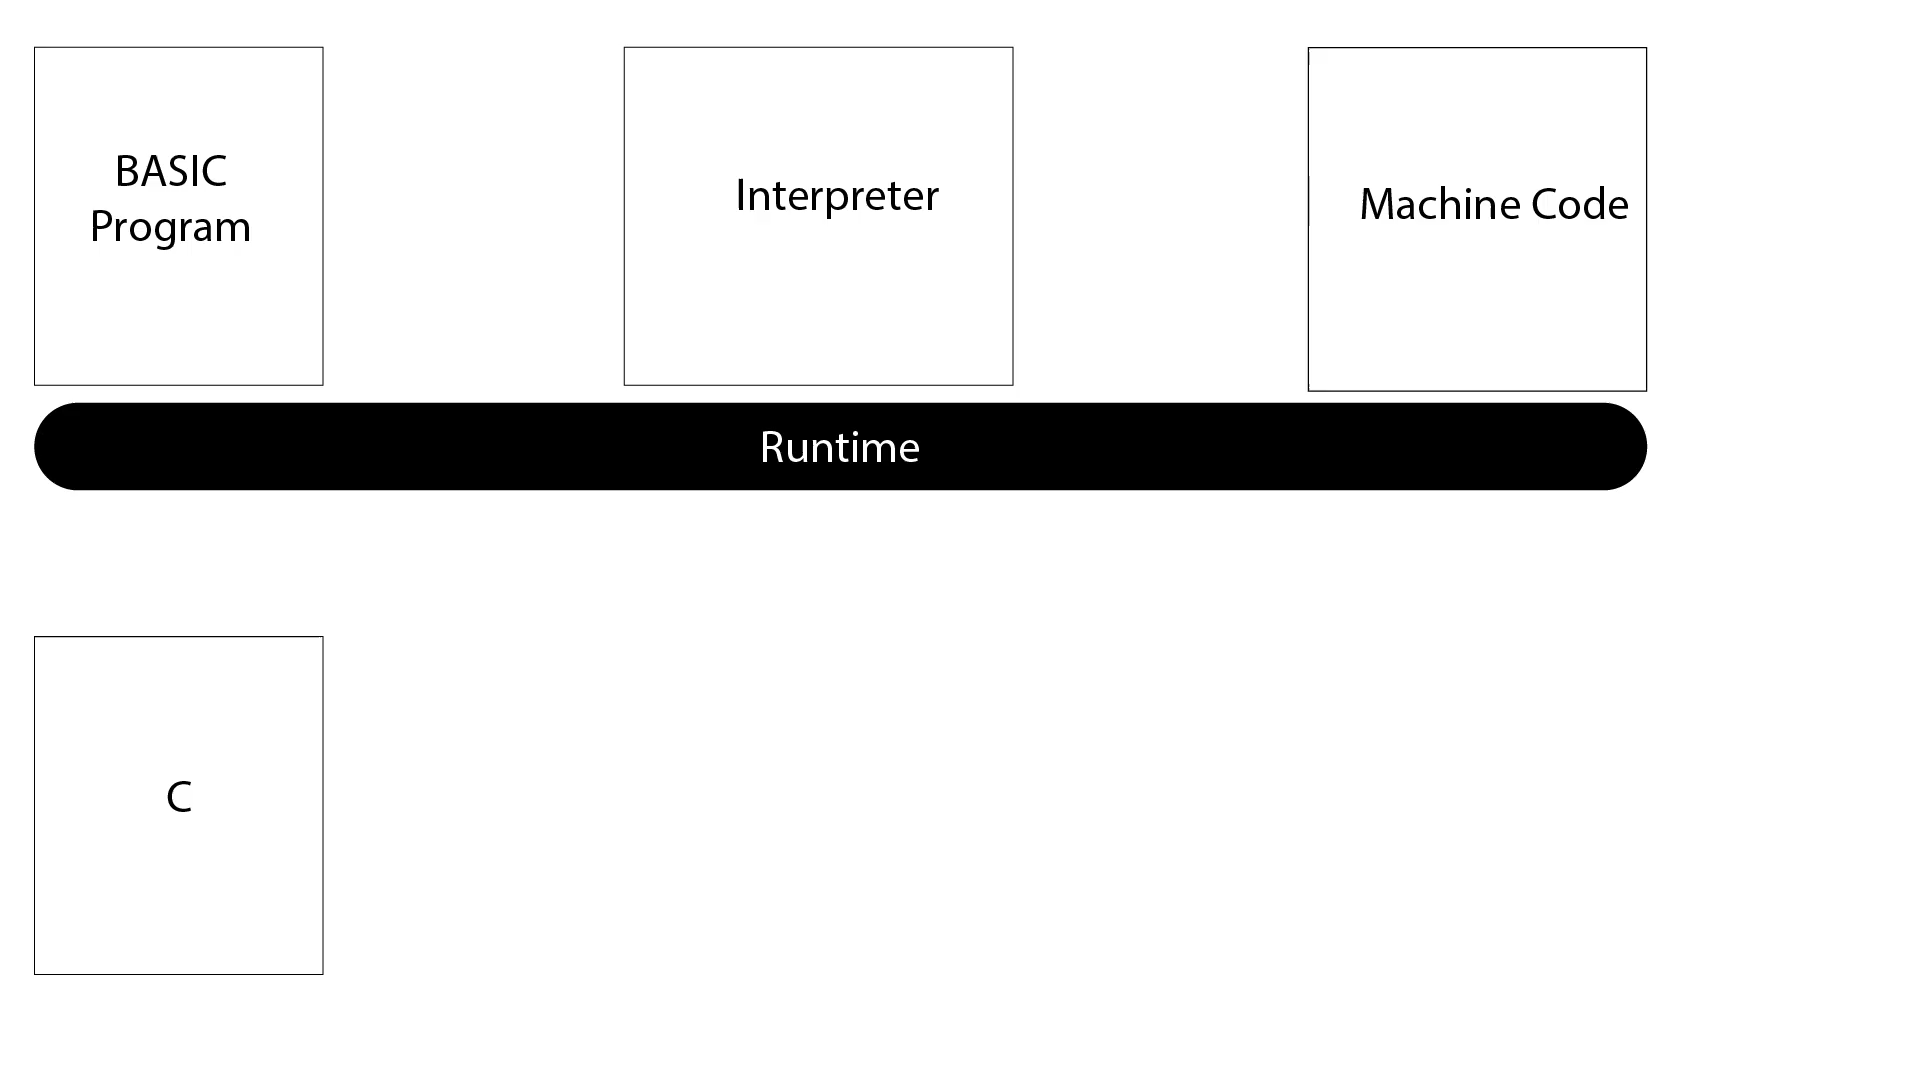 BASIC
Program
Interpreter
Machine Code
Runtime
C